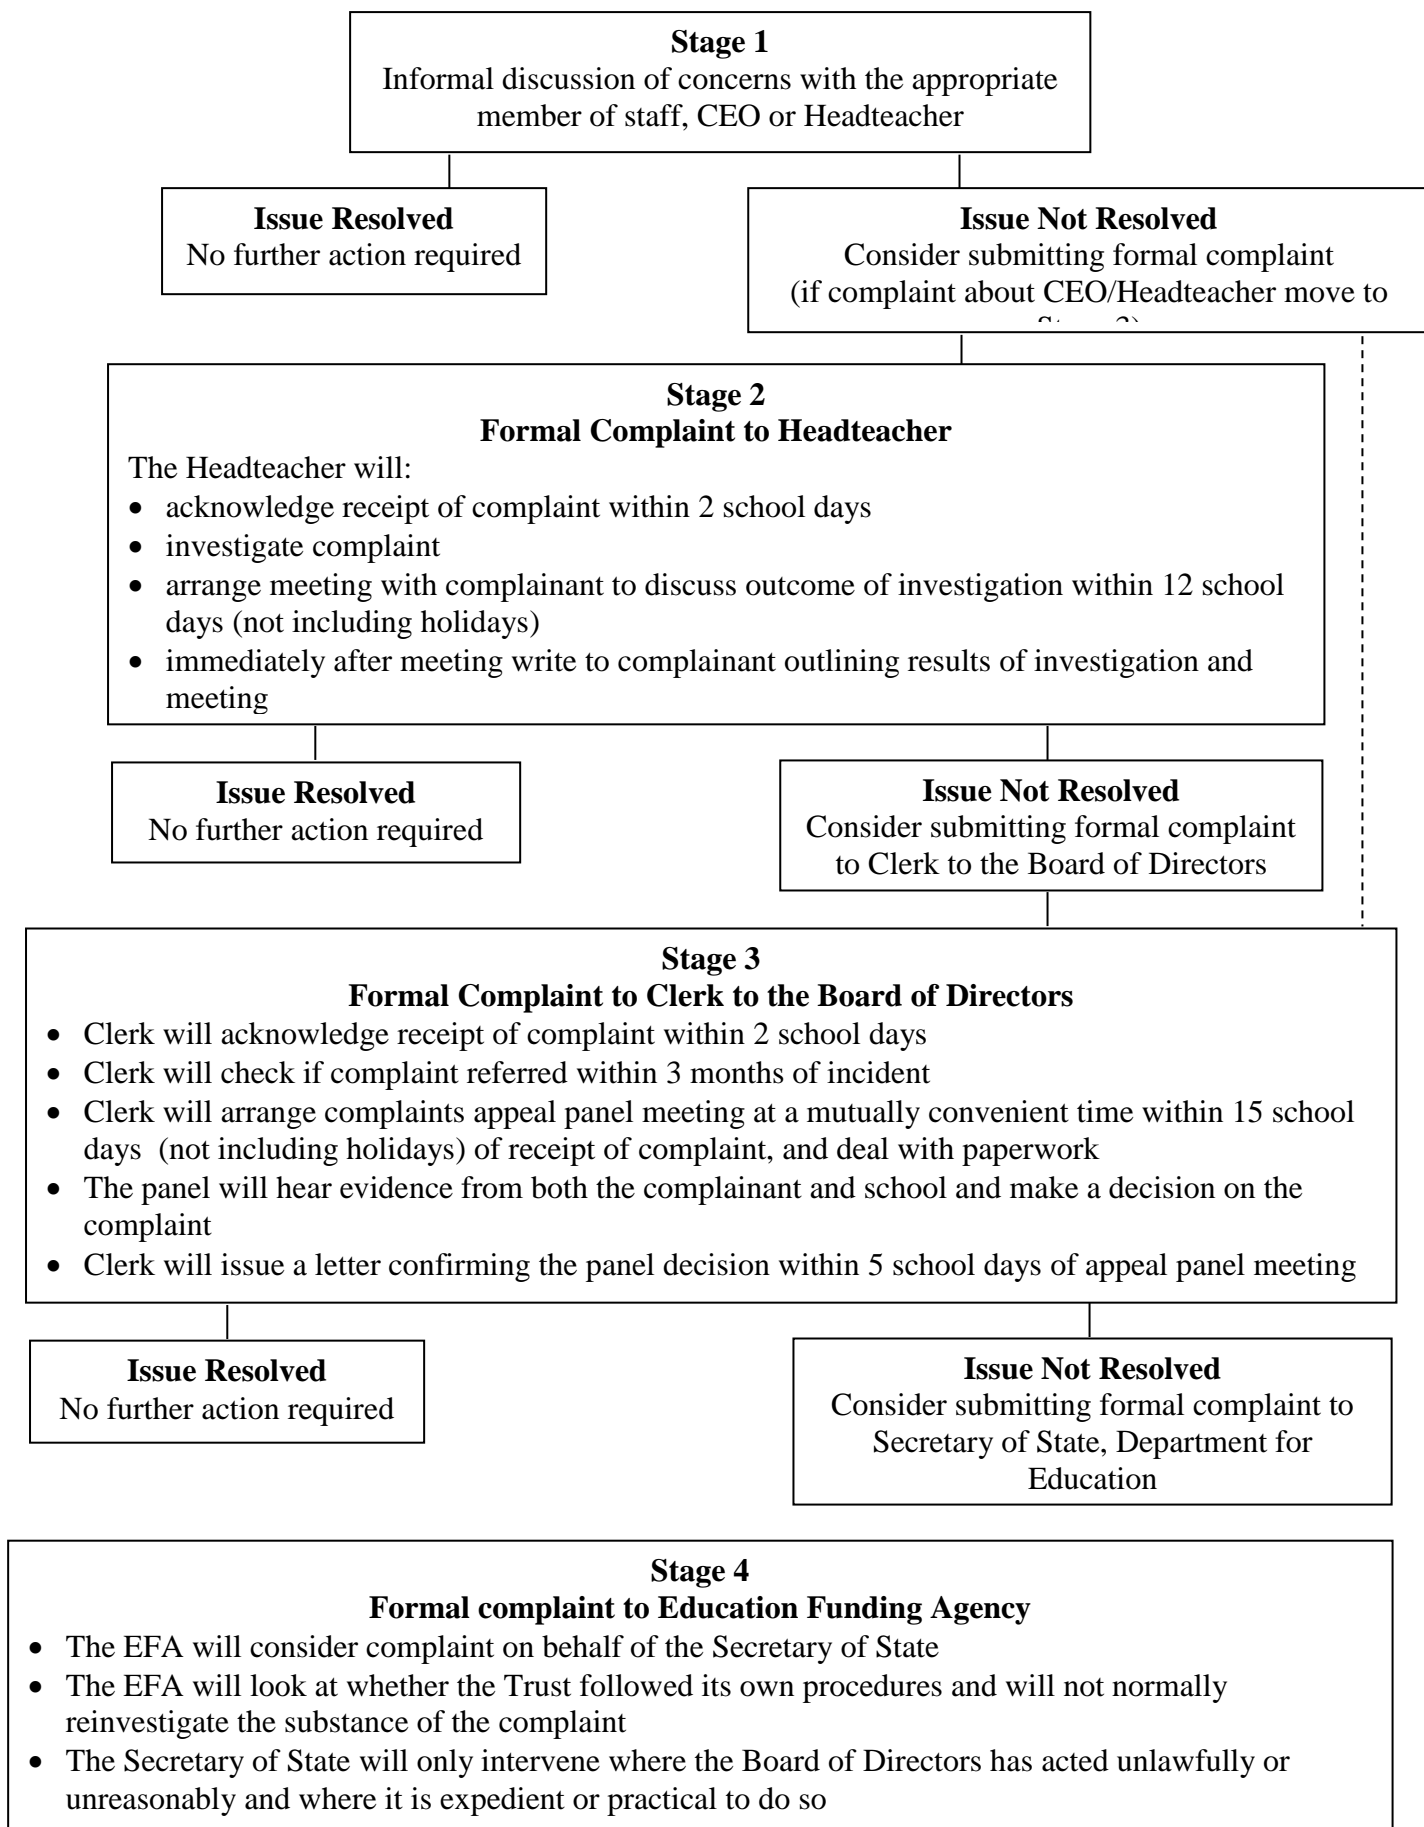 Stage 1
Informal discussion of concerns with the appropriate
member of staff, CEO or Headteacher
Issue Resolved
No further action required
Issue Not Resolved
Consider submitting formal complaint
(if complaint about CEO/Headteacher move to
Stage 2
Formal Complaint to Headteacher
The Headteacher will:
• acknowledge receipt of complaint within 2 school days
• investigate complaint
• arrange meeting with complainant to discuss outcome of investigation within 12 school
days (not including holidays)
• immediately after meeting write to complainant outlining results of investigation and
meeting
Issue Resolved
No further action required
Issue Not Resolved
Consider submitting formal complaint
to Clerk to the Board of Directors
Stage 3
Formal Complaint to Clerk to the Board of Directors
• Clerk will acknowledge receipt of complaint within 2 school days
• Clerk will check if complaint referred within 3 months of incident
• Clerk will arrange complaints appeal panel meeting at a mutually convenient time within 15 school
days (not including holidays) of receipt of complaint, and deal with paperwork
• The panel will hear evidence from both the complainant and school and make a decision on the
complaint
• Clerk will issue a letter confirming the panel decision within 5 school days of appeal panel meeting
Issue Resolved
No further action required
Issue Not Resolved
Consider submitting formal complaint to
Secretary of State, Department for
Education
Stage 4
Formal complaint to Education Funding Agency
• The EFA will consider complaint on behalf of the Secretary of State
• The EFA will look at whether the Trust followed its own procedures and will not normally
reinvestigate the substance of the complaint
• The Secretary of State will only intervene where the Board of Directors has acted unlawfully or
unreasonably and where it is expedient or practical to do so